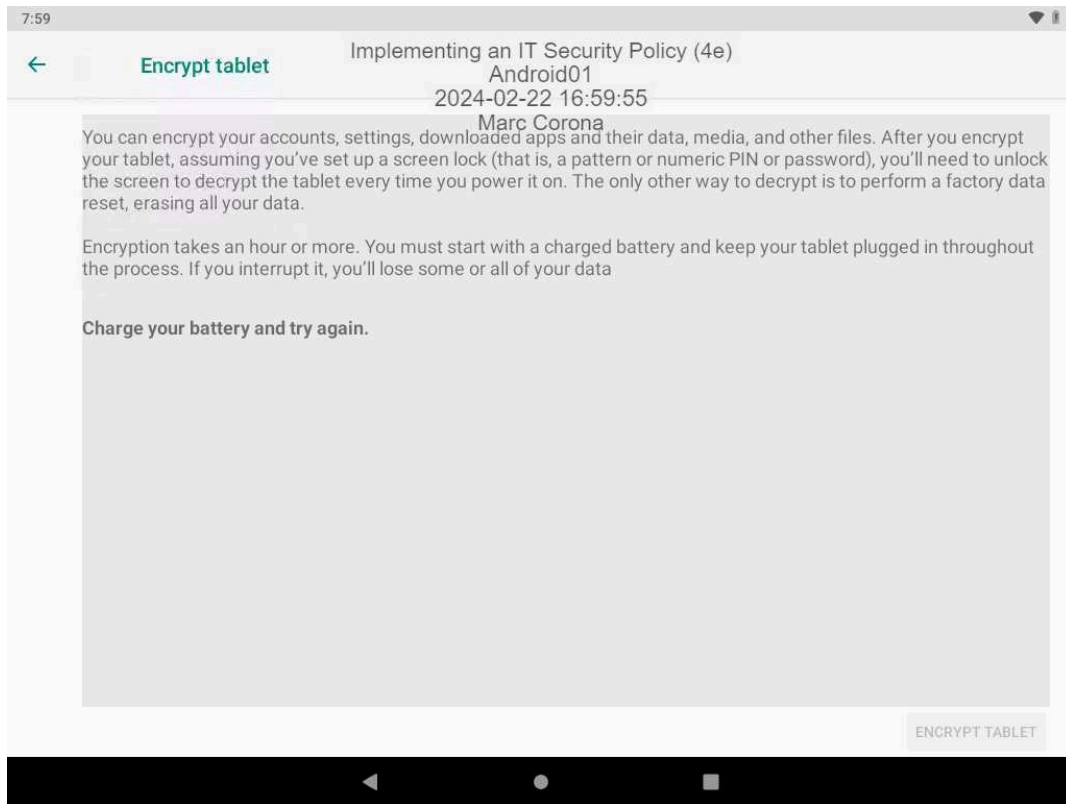 7:59
Encrypt tablet
Implementing an IT Security Policy (4e)
Android01
2024-02-22 16:59:55
Marc Corona
You can encrypt your accounts, settings, downloaded apps and their data, media, and other files. After you encrypt
your tablet, assuming you've set up a screen lock (that is, a pattern or numeric PIN or password), you'll need to unlock
the screen to decrypt the tablet every time you power it on. The only other way to decrypt is to perform a factory data
reset, erasing all your data.
Encryption takes an hour or more. You must start with a charged battery and keep your tablet plugged in throughout
the process. If you interrupt it, you'll lose some or all of your data
Charge your battery and try again.
ENCRYPT TABLET